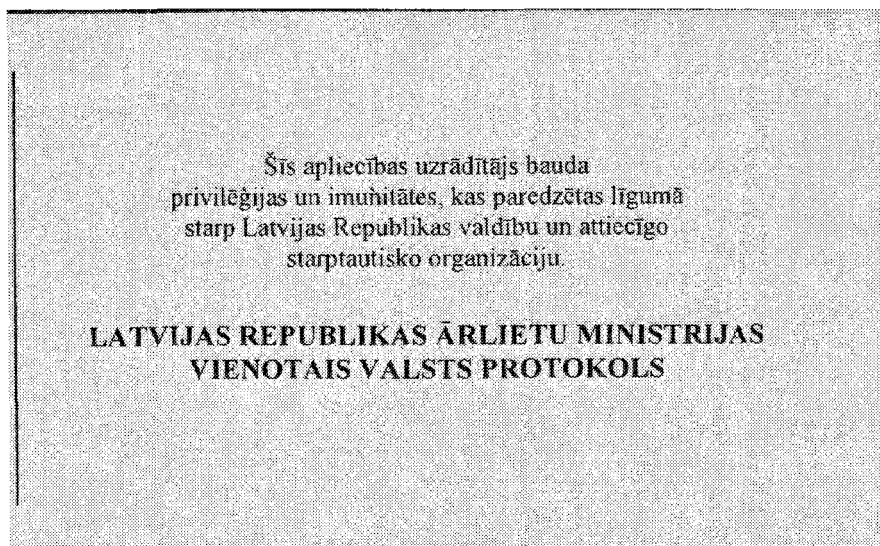 Šīs apliecības uzrādītājs bauda
privilēģijas un imunitātes, kas paredzētas līgumā
starp Latvijas Republikas valdību un attiecīgo
starptautisko organizāciju.
LATVIJAS REPUBLIKAS ĀRLIETU MINISTRIJAS
VIENOTAIS VALSTS PROTOKOLS